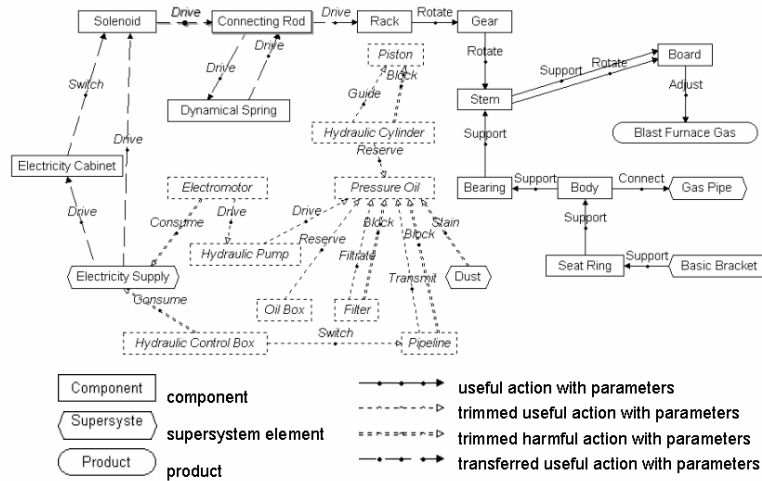 Solenoid
Drive
Connecting Rod
Drive
Rack
Rotate
Gear
Drive
Drive
Piston
Rotate
Board
Support
Rotate
Switch
Guide
Block
Adjust
Dynamical Spring
Stem
Drive
Hydraulic Cylinder
Blast Furnace Gas
Support
Reserve
Electricity Cabinet
Electromotor
Pressure Oil
Bearing
Support
Body
Connect
Gas Pipe
Drive
Consume
Drive
Drive
Block
Stain
Support
Reserve
Block
Hydraulic Pump
Filtrate
Electricity Supply
Transmit
Dust
Seat Ring
Support
Basic Bracket
Consume
Oil Box
Filter
Switch
Hydraulic Control Box
Pipeline
Component
component
useful action with parameters
Supersyste
supersystem element
trimmed useful action with parameters
trimmed harmful action with parameters
Product
product
transferred useful action with parameters